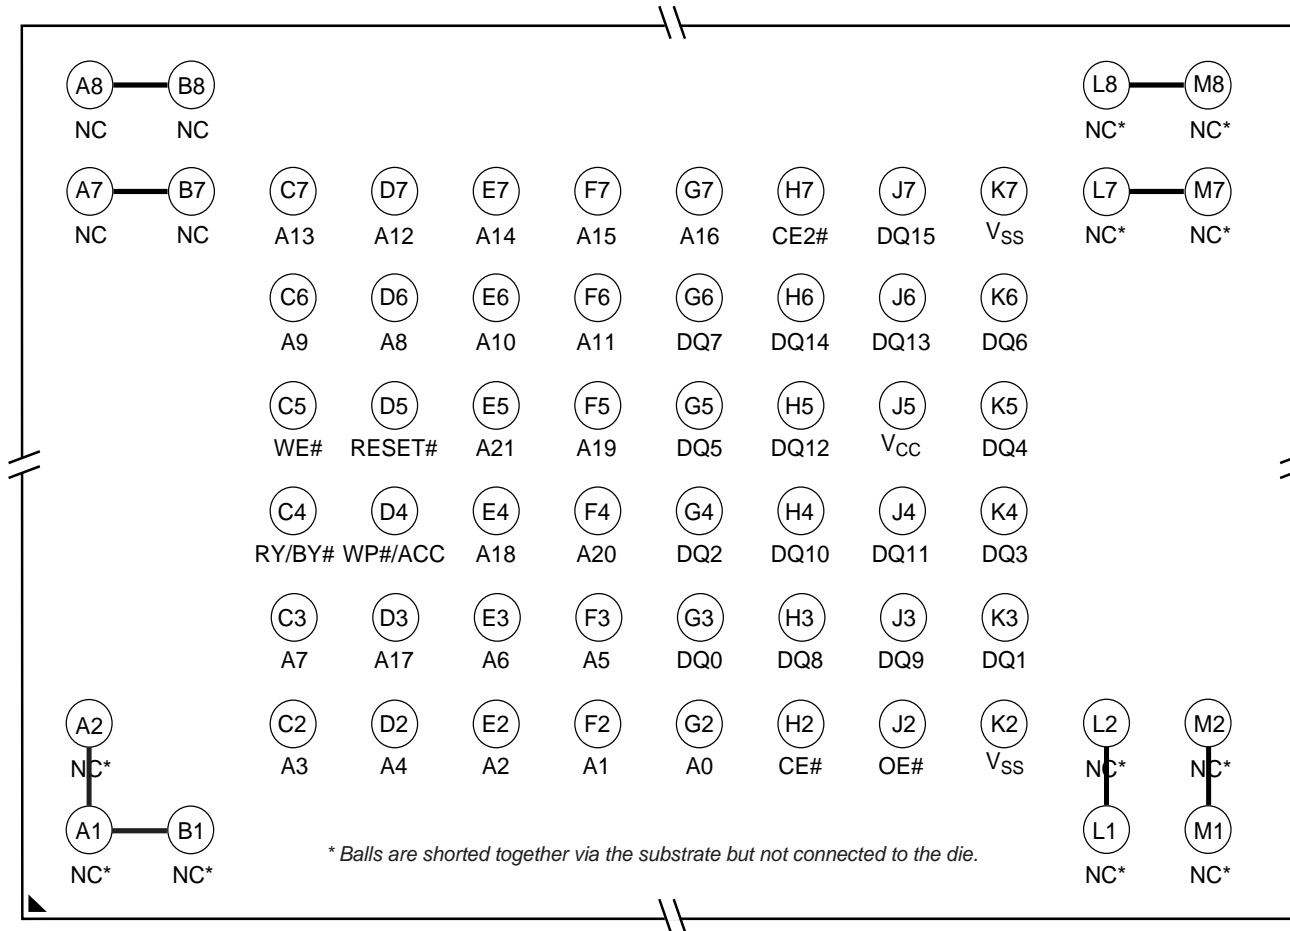 A8 B8 L8 M8
NC NC NC* NC*
A7 B7 C7 D7 E7 F7 G7 H7 J7 K7 L7 M7
NC NC A13 A12 A14 A15 A16 CE2# DQ15 VSS NC* NC*
C6 D6 E6 F6 G6 H6 J6 K6
A9 A8 A10 A11 DQ7 DQ14 DQ13 DQ6
C5 D5 E5 F5 G5 H5 J5 K5
WE# RESET# A21 A19 DQ5 DQ12 VCC DQ4
C4 D4 E4 F4 G4 H4 J4 K4
RY/BY# WP#/ACC A18 A20 DQ2 DQ10 DQ11 DQ3
C3 D3 E3 F3 G3 H3 J3 K3
A7 A17 A6 A5 DQ0 DQ8 DQ9 DQ1
A2 C2 D2 E2 F2 G2 H2 J2 K2 L2 M2
NC* A3 A4 A2 A1 A0 CE# OE# VSS NC* NC*
A1 B1 L1 M1
* Balls are shorted together via the substrate but not connected to the die.
NC* NC* NC* NC*